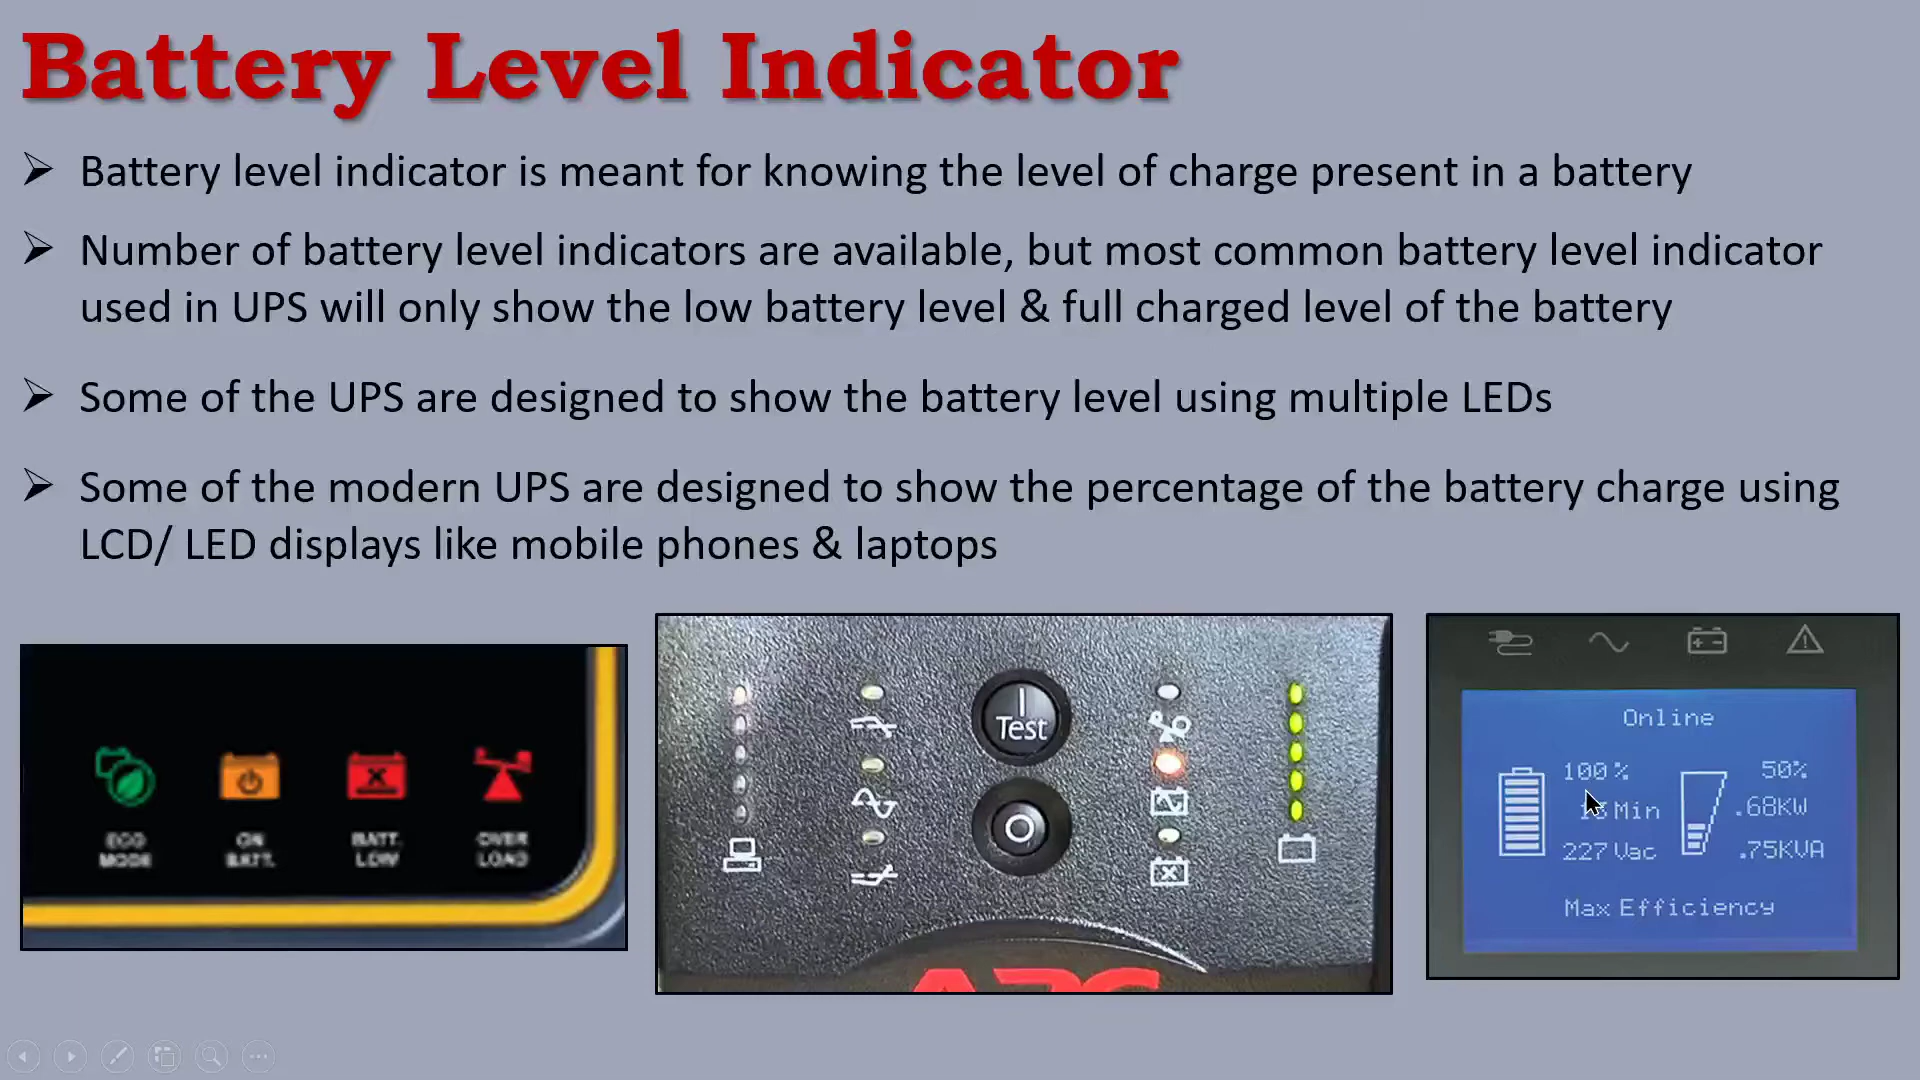 Battery Level Indicator
Battery level indicator is meant for knowing the level of charge present in a battery
Number of battery level indicators are available, but most common battery level indicator
used in UPS will only show the low battery level & full charged level of the battery
Some of the UPS are designed to show the battery level using multiple LEDs
Some of the modern UPS are designed to show the percentage of the battery charge using
LCD/ LED displays like mobile phones & laptops
ECO MODE
ON BATT.
BATT. LOW
OVER LOAD
Test
APC
Online
100 % 50%
Min .68KW
227 Vac .75KVA
Max Efficiency